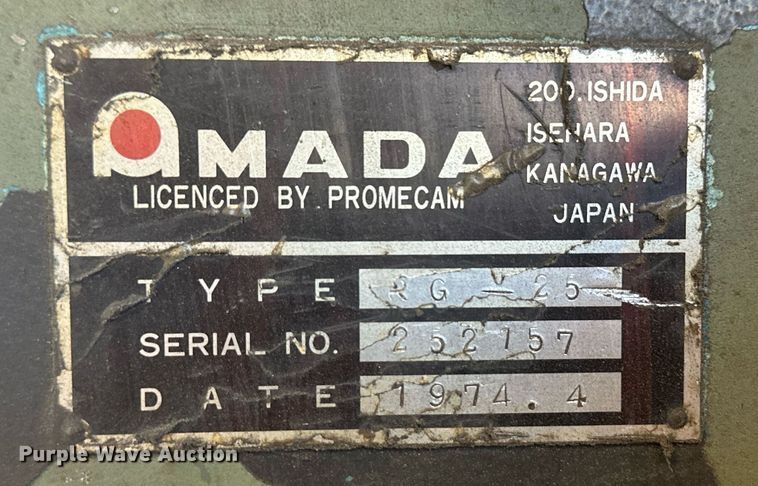 AMADA
LICENCED BY PROMECAM
200.ISHIDA
ISEHARA
KANAGAWA
JAPAN
TYPE RG-25
SERIAL NO. 252757
DATE 1974.4
Purple Wave Auction